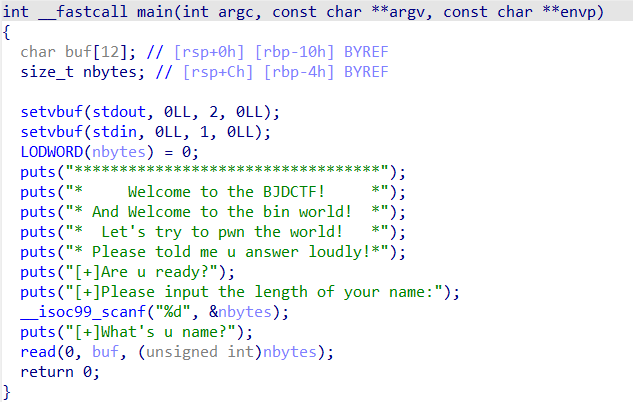 int __fastcall main(int argc, const char **argv, const char **envp)
{
  char buf[12]; // [rsp+0h] [rbp-10h] BYREF
  size_t nbytes; // [rsp+Ch] [rbp-4h] BYREF

  setvbuf(stdout, 0LL, 2, 0LL);
  setvbuf(stdin, 0LL, 1, 0LL);
  LODWORD(nbytes) = 0;
  puts("**********************************");
  puts("*     Welcome to the BJDCTF!     *");
  puts("* And Welcome to the bin world!  *");
  puts("*  Let's try to pwn the world!   *");
  puts("* Please told me u answer loudly!*");
  puts("[+]Are u ready?");
  puts("[+]Please input the length of your name:");
  __isoc99_scanf("%d", &nbytes);
  puts("[+]What's u name?");
  read(0, buf, (unsigned int)nbytes);
  return 0;
}